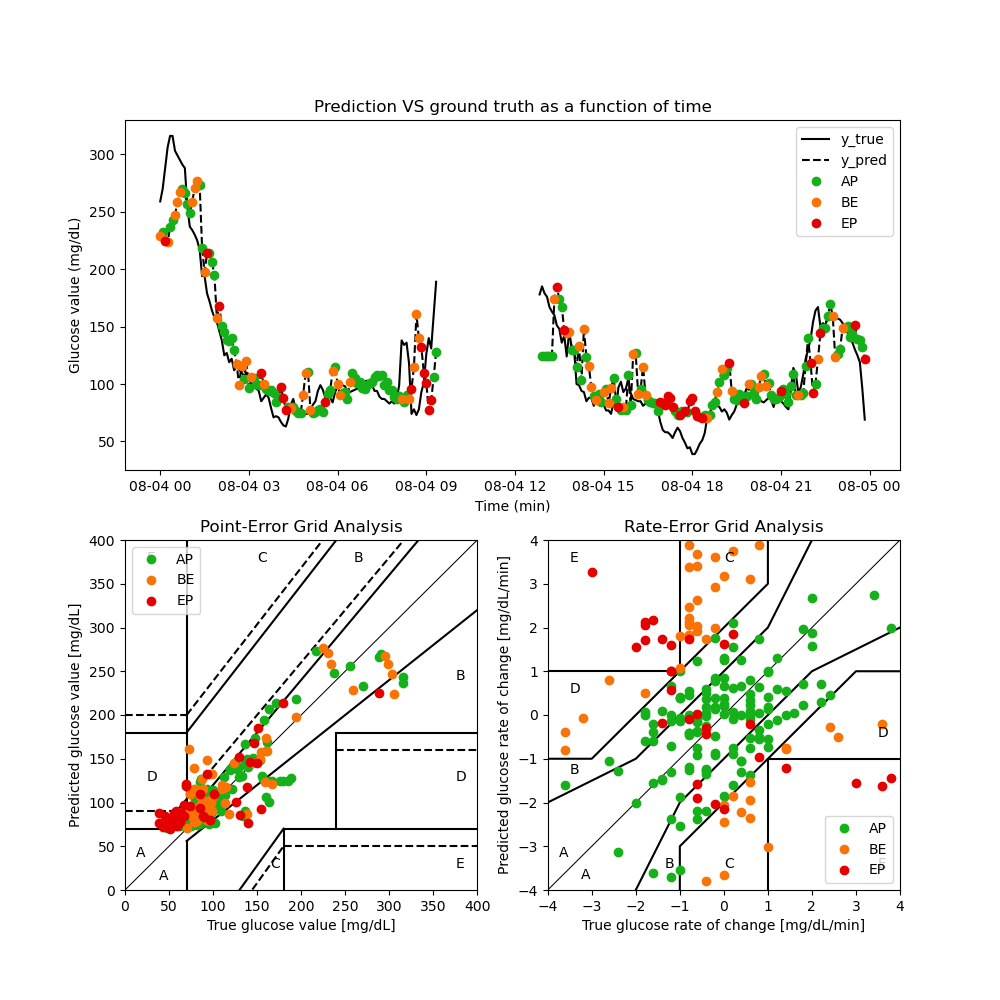 Prediction VS ground truth as a function of time
Glucose value (mg/dL)
300
250
200
150
100
50
y_true
y_pred
AP
BE
EP
08-04 00
08-04 03
08-04 06
08-04 09
08-04 12
08-04 15
08-04 18
08-04 21
08-05 00
Time (min)
Point-Error Grid Analysis
Predicted glucose value [mg/dL]
400
350
300
250
200
150
100
50
0
AP
BE
EP
C
B
B
D
D
A
A
C
E
0
50
100
150
200
250
300
350
400
True glucose value [mg/dL]
Rate-Error Grid Analysis
Predicted glucose rate of change [mg/dL/min]
4
3
2
1
0
−1
−2
−3
−4
E
C
D
D
B
A
A
B
C
AP
BE
EP
−4
−3
−2
−1
0
1
2
3
4
True glucose rate of change [mg/dL/min]